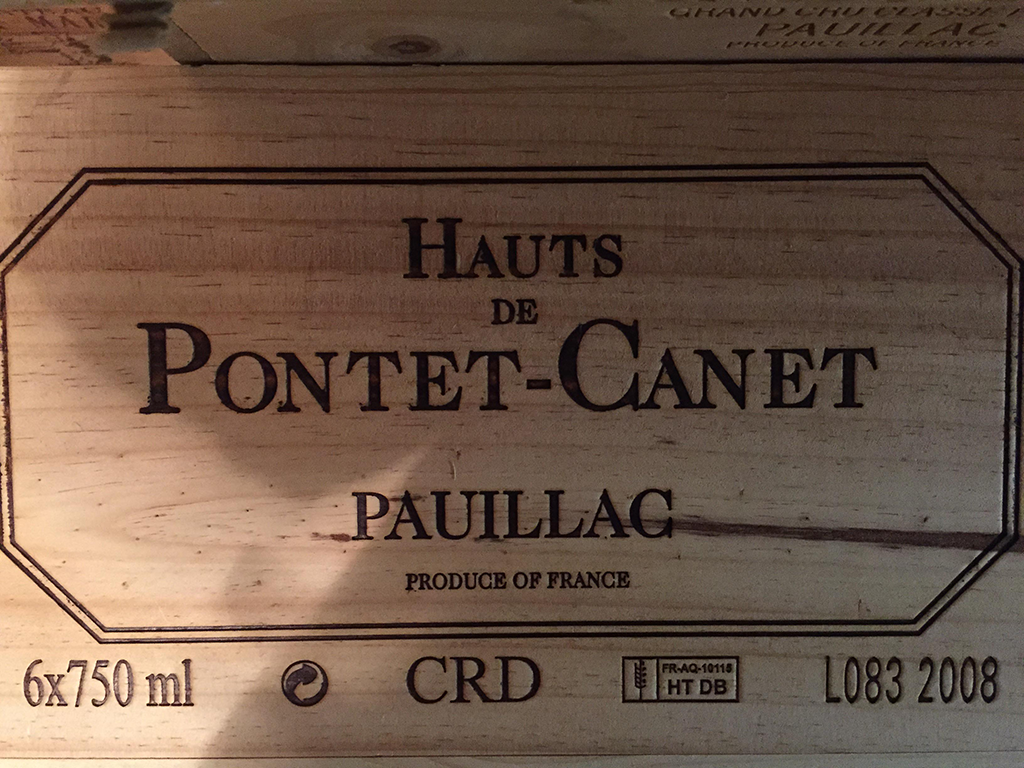 MAR
GRAND CRU CLASSÉ
PAUILLAC
PRODUCE OF FRANCE
HAUTS
DE
PONTET-CANET
PAUILLAC
PRODUCE OF FRANCE
6x750 ml
CRD
FR-AQ-10115
HT DB
L083 2008